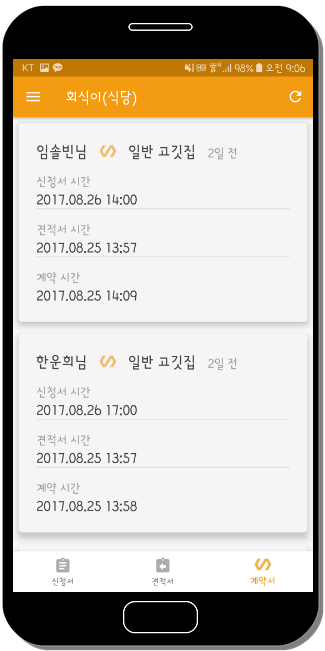 KT 98% 오전 9:06
회식이(식당)
임솔빈님 일반 고깃집 2일 전
신청서 시간
2017.08.26 14:00
견적서 시간
2017.08.25 13:57
계약 시간
2017.08.25 14:09
한운희님 일반 고깃집 2일 전
신청서 시간
2017.08.26 17:00
견적서 시간
2017.08.25 13:57
계약 시간
2017.08.25 13:58
신청서 견적서 계약서